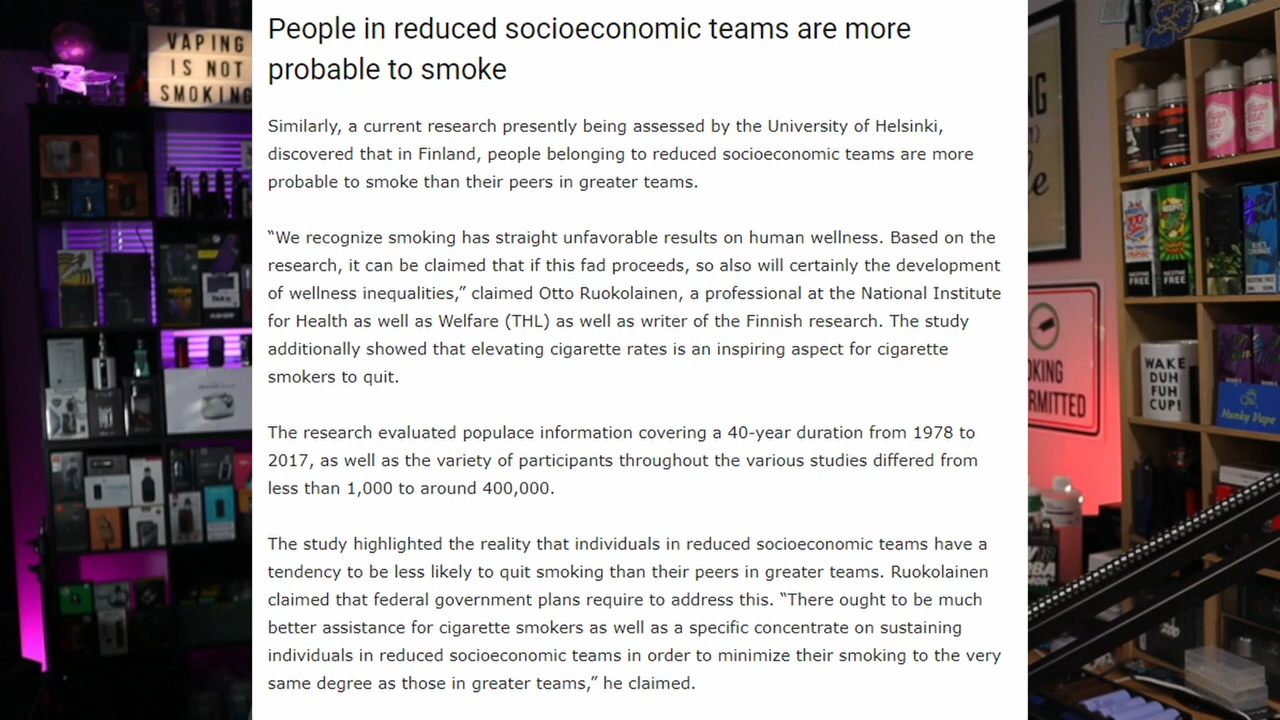 VAPING
IS NOT
SMOKING
People in reduced socioeconomic teams are more
probable to smoke
Similarly, a current research presently being assessed by the University of Helsinki,
discovered that in Finland, people belonging to reduced socioeconomic teams are more
probable to smoke than their peers in greater teams.
“We recognize smoking has straight unfavorable results on human wellness. Based on the
research, it can be claimed that if this fad proceeds, so also will certainly the development
of wellness inequalities,” claimed Otto Ruokolainen, a professional at the National Institute
for Health as well as Welfare (THL) as well as writer of the Finnish research. The study
additionally showed that elevating cigarette rates is an inspiring aspect for cigarette
smokers to quit.
The research evaluated populace information covering a 40-year duration from 1978 to
2017, as well as the variety of participants throughout the various studies differed from
less than 1,000 to around 400,000.
The study highlighted the reality that individuals in reduced socioeconomic teams have a
tendency to be less likely to quit smoking than their peers in greater teams. Ruokolainen
claimed that federal government plans require to address this. “There ought to be much
better assistance for cigarette smokers as well as a specific concentrate on sustaining
individuals in reduced socioeconomic teams in order to minimize their smoking to the very
same degree as those in greater teams,” he claimed.
NICOTINE
FREE
NICOTINE
FREE
OKING
RMITTED
WAKE
DUH
FUH
CUP!
Hunky Vape